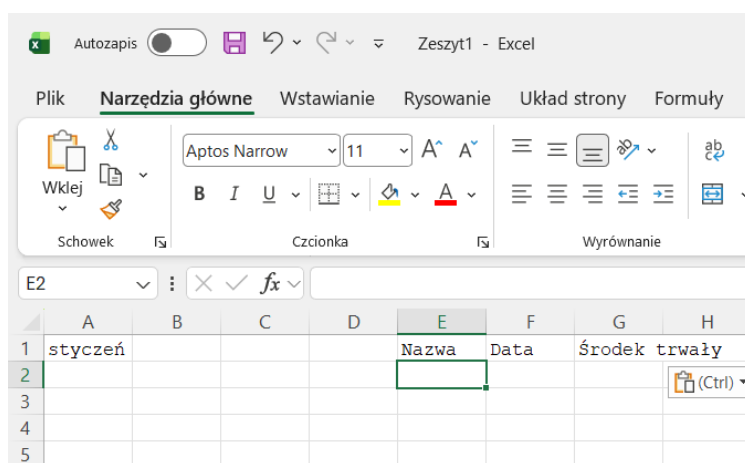 Autozapis Zeszyt1 - Excel
Plik Narzędzia główne Wstawianie Rysowanie Układ strony Formuły
Wklej Aptos Narrow 11 A A ab c
B I U A
Schowek Czcionka Wyrównanie
E2 fx
A B C D E F G H
1 styczeń Nazwa Data Środek trwały
2 (Ctrl)
3
4
5